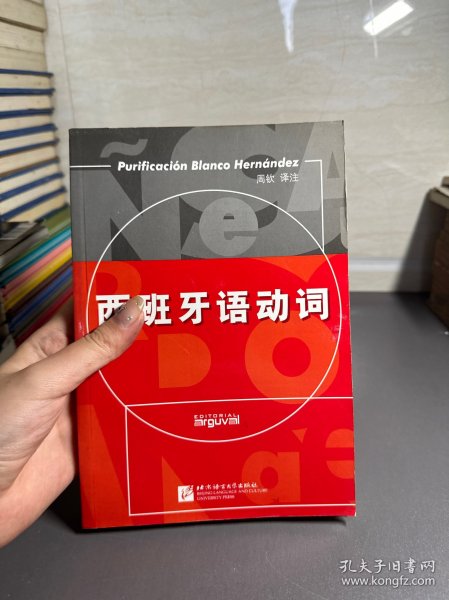 Purificación Blanco Hernández
周钦 译注
西班牙语动词
EDITORIAL
arguval
北京语言大学出版社
BEIJING LANGUAGE AND CULTURE
UNIVERSITY PRESS
孔夫子旧书网
www.kongfz.com